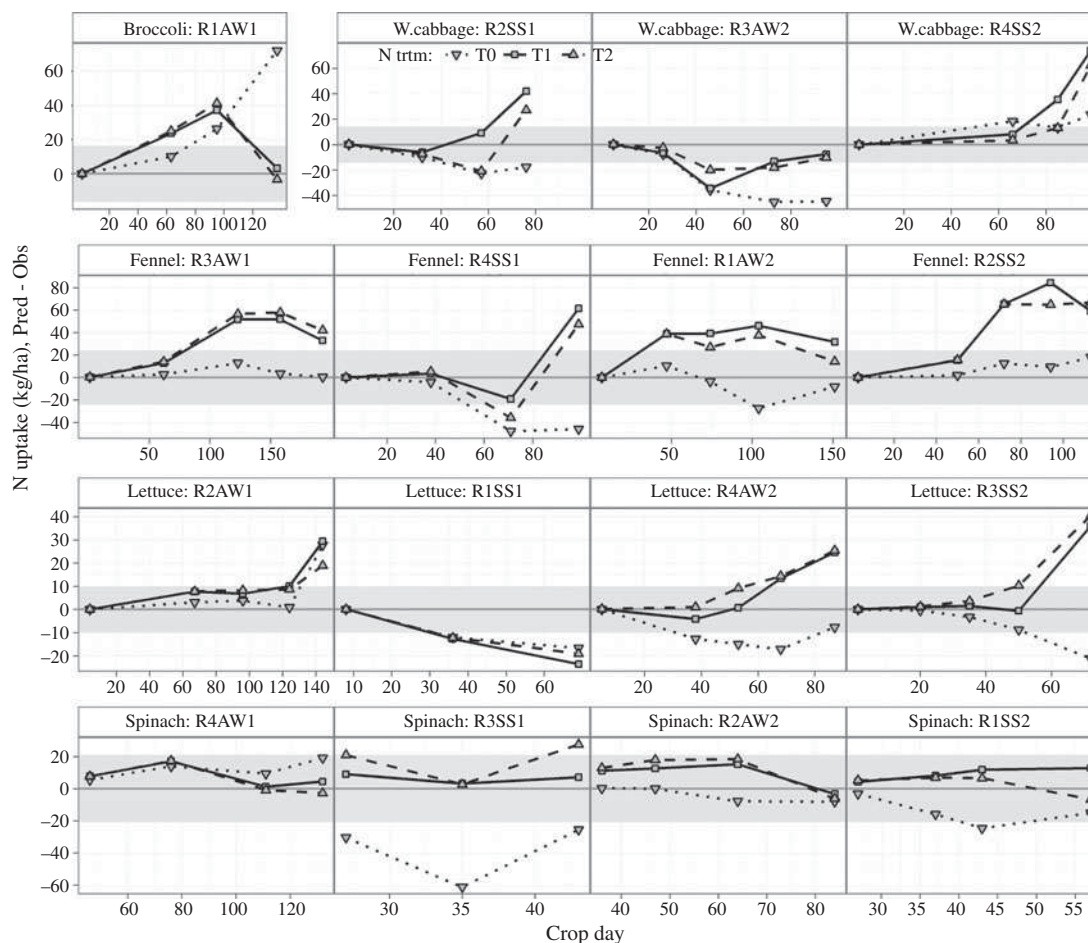 Broccoli: R1AW1 W.cabbage: R2SS1 W.cabbage: R3AW2 W.cabbage: R4SS2
N trtm: T0 T1 T2
60
40
20
0
60
40
20
0
−20
−40
0 20 40 60 80 100 120
20 40 60 80
20 40 60 80
20 40 60 80
Fennel: R3AW1 Fennel: R4SS1 Fennel: R1AW2 Fennel: R2SS2
80
60
40
20
0
−20
−40
50 100 150
20 40 60 80
50 100 150
20 40 60 80 100
N uptake (kg/ha), Pred - Obs
Lettuce: R2AW1 Lettuce: R1SS1 Lettuce: R4AW2 Lettuce: R3SS2
40
30
20
10
0
−10
−20
20 40 60 80 100 120 140
10 20 30 40 50 60
20 40 60 80
20 40 60
Spinach: R4AW1 Spinach: R3SS1 Spinach: R2AW2 Spinach: R1SS2
20
0
−20
−40
−60
60 80 100 120
30 35 40
40 50 60 70 80
30 35 40 45 50 55
Crop day